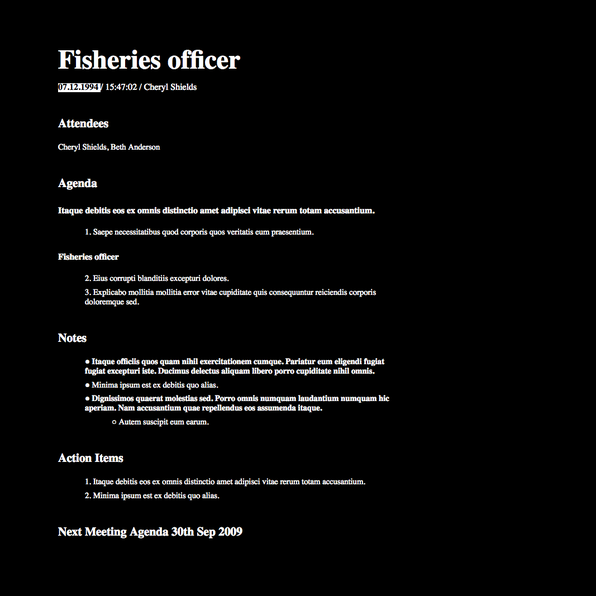 Fisheries officer
07.12.1994 / 15:47:02 / Cheryl Shields
Attendees
Cheryl Shields, Beth Anderson
Agenda
Itaque debitis eos ex omnis distinctio amet adipisci vitae rerum totam accusantium.
1. Saepe necessitatibus quod corporis quos veritatis eum praesentium.
Fisheries officer
2. Eius corrupti blanditiis excepturi dolores.
3. Explicabo mollitia mollitia error vitae cupiditate quis consequuntur reiciendis corporis
doloremque sed.
Notes
● Itaque officiis quos quam nihil exercitationem cumque. Pariatur eum eligendi fugiat
fugiat excepturi iste. Ducimus delectus aliquam libero porro cupiditate nihil omnis.
● Minima ipsum est ex debitis quo alias.
● Dignissimos quaerat molestias sed. Porro omnis numquam laudantium numquam hic
aperiam. Nam accusantium quae repellendus eos assumenda itaque.
○ Autem suscipit eum earum.
Action Items
1. Itaque debitis eos ex omnis distinctio amet adipisci vitae rerum totam accusantium.
2. Minima ipsum est ex debitis quo alias.
Next Meeting Agenda 30th Sep 2009